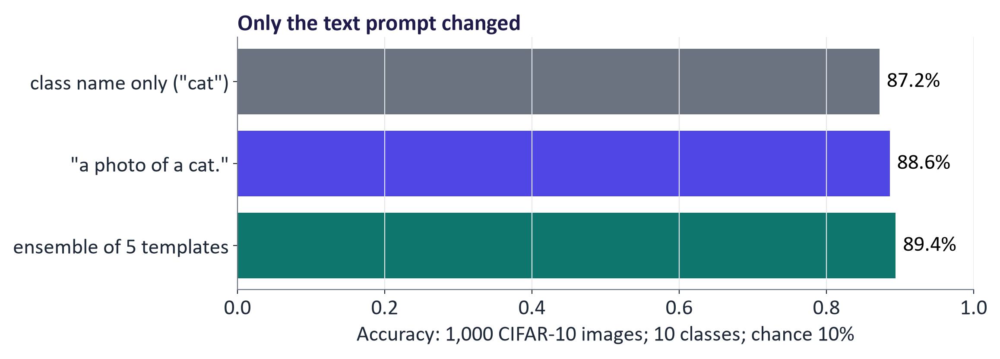 Only the text prompt changed
class name only ("cat")
87.2%
"a photo of a cat."
88.6%
ensemble of 5 templates
89.4%
0.0 0.2 0.4 0.6 0.8 1.0
Accuracy: 1,000 CIFAR-10 images; 10 classes; chance 10%